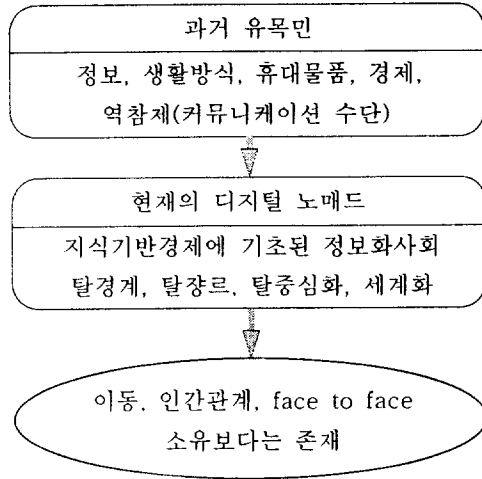 과거 유목민
정보, 생활방식, 휴대물품, 경제,
역참제(커뮤니케이션 수단)
현재의 디지털 노매드
지식기반경제에 기초된 정보화사회
탈경계, 탈쟝르, 탈중심화, 세계화
이동, 인간관계, face to face
소유보다는 존재